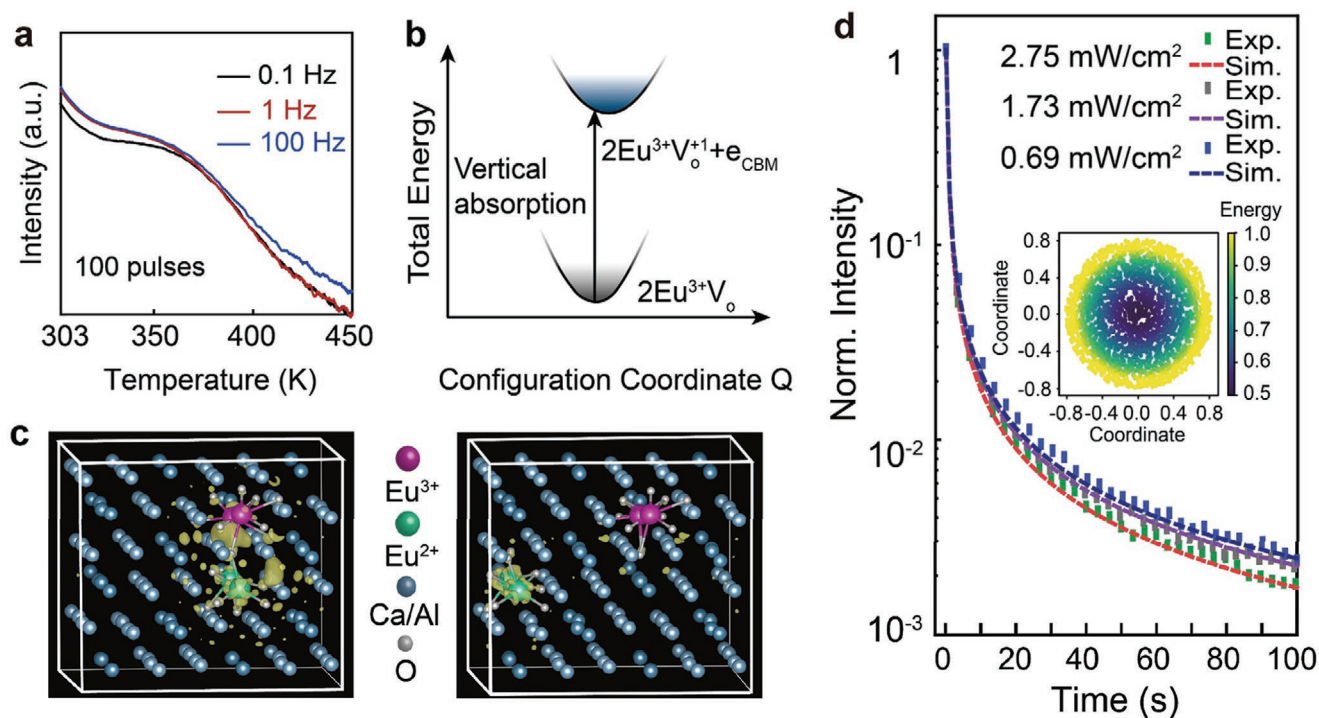 a
Intensity (a.u.)
0.1 Hz
1 Hz
100 Hz
100 pulses
303 350 400 450
Temperature (K)
b
Total Energy
Vertical
absorption
2Eu³⁺Vₒ⁺¹+e_CBM
2Eu³⁺Vₒ
Configuration Coordinate Q
c
Eu³⁺
Eu²⁺
Ca/Al
O
d
Norm. Intensity
1
10⁻¹
10⁻²
10⁻³
2.75 mW/cm²
1.73 mW/cm²
0.69 mW/cm²
Exp.
Sim.
Exp.
Sim.
Exp.
Sim.
Energy
1.0
0.9
0.8
0.7
0.6
0.5
Coordinate
0.8
0.4
0.0
-0.4
-0.8
-0.8 -0.4 0.0 0.4 0.8
Coordinate
0 20 40 60 80 100
Time (s)